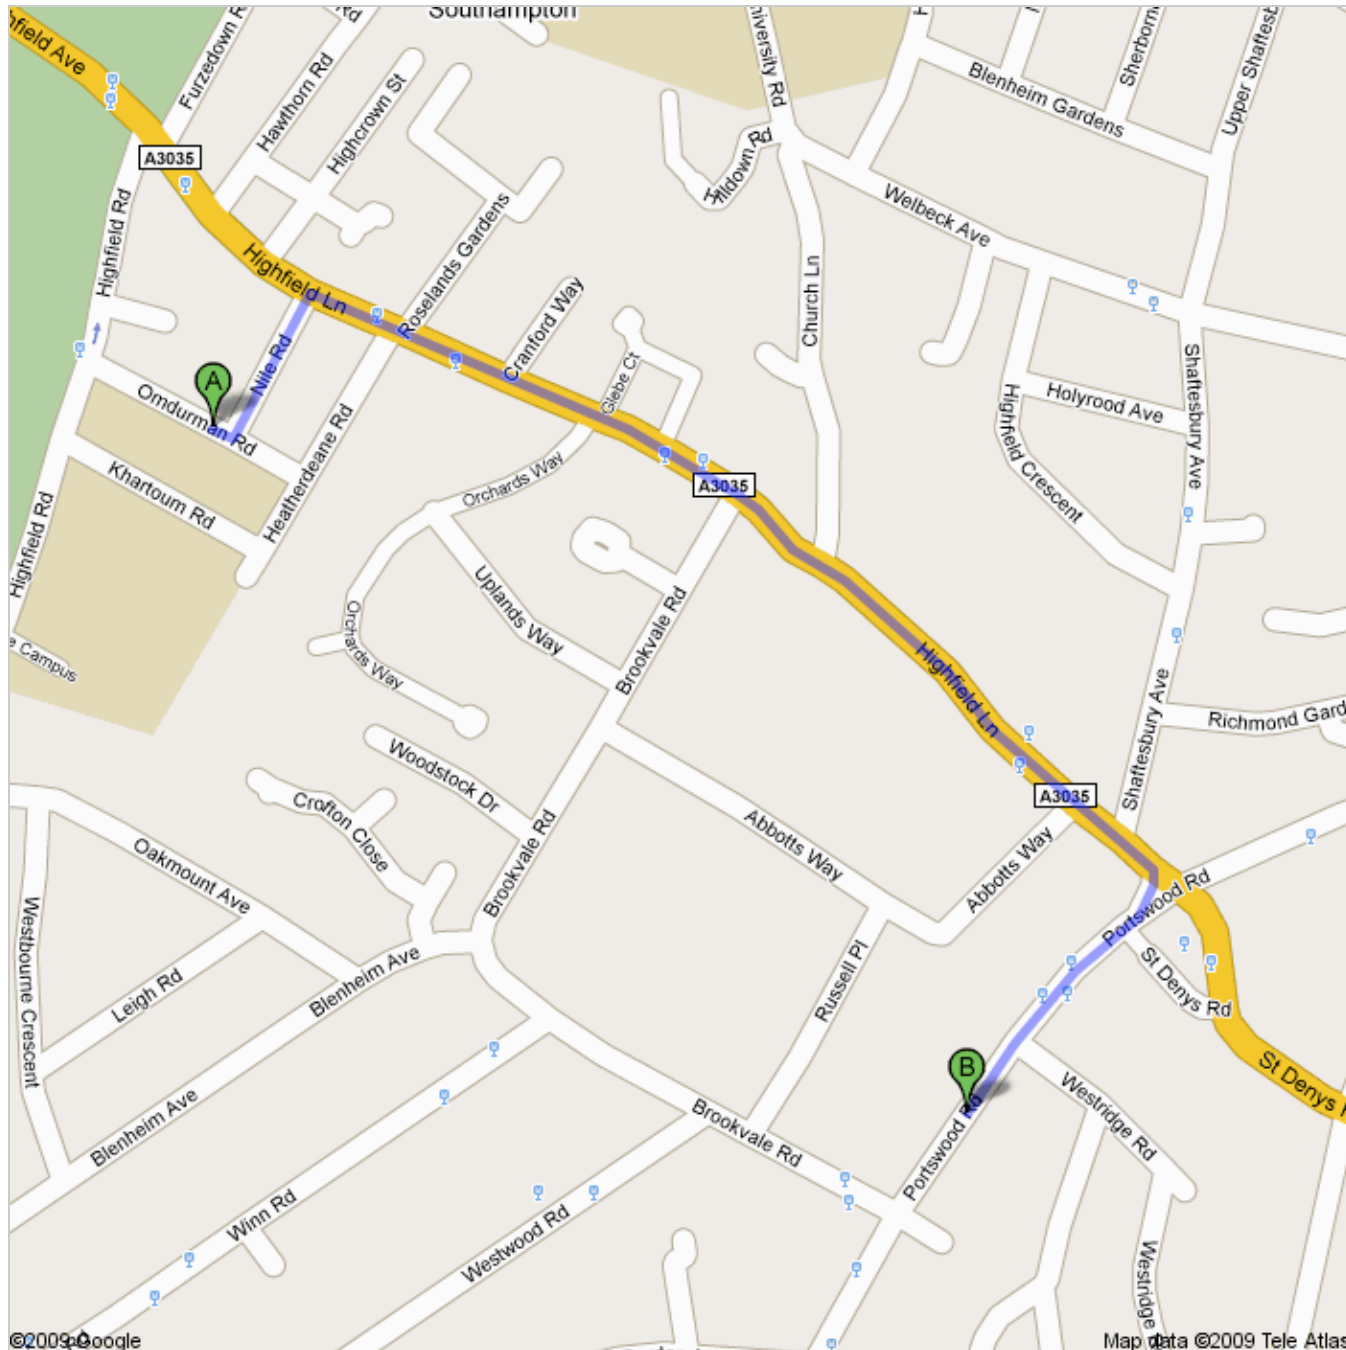 Southampton
hfield Ave
Furzedown R
Rd
Hawthorn Rd
Highcrown St
niversity Rd
H
Blenheim Gardens
Sherborn
Upper Shaftesb
A3035
Highfield Rd
Highfield Ln
Roselands Gardens
Hilldown Rd
Welbeck Ave
Church Ln
Cranford Way
Glebe Ct
Nile Rd
A
Omdurman Rd
Khartoum Rd
Heatherdeane Rd
Highfield Rd
Orchards Way
A3035
Highfield Crescent
Holyrood Ave
Shaftesbury Ave
Uplands Way
Brookvale Rd
Orchards Way
e Campus
Highfield Ln
Shaftesbury Ave
Richmond Gard
Woodstock Dr
Crofton Close
A3035
Abbotts Way
Abbotts Way
Oakmount Ave
Brookvale Rd
Westbourne Crescent
Leigh Rd
Blenheim Ave
Russell Pl
Portswood Rd
St Denys Rd
St Denys
B
Portswood Rd
Westridge Rd
Blenheim Ave
Brookvale Rd
Winn Rd
Westwood Rd
Westridge
©2009 Google
Map data ©2009 Tele Atlas